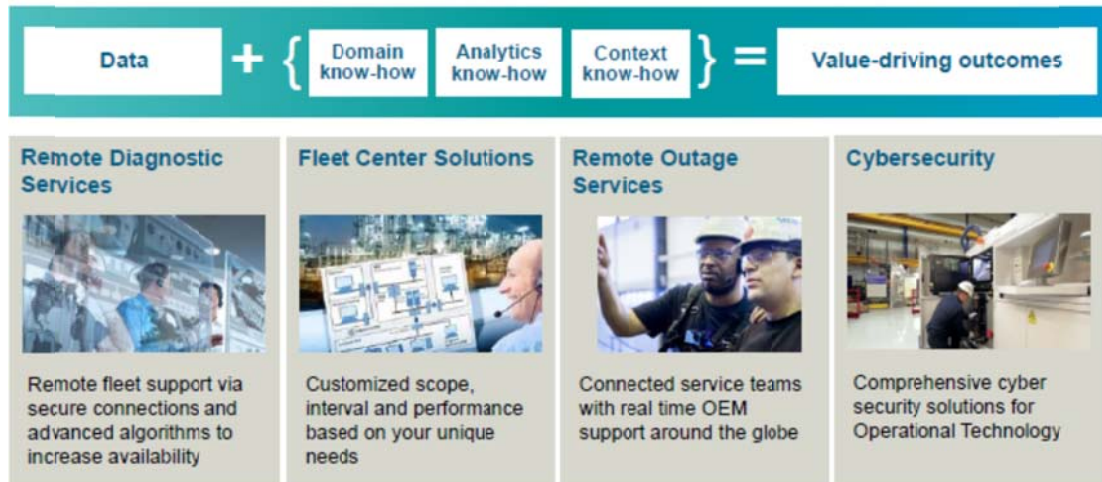 Data + { Domain know-how Analytics know-how Context know-how } = Value-driving outcomes
Remote Diagnostic
Services
Remote fleet support via
secure connections and
advanced algorithms to
increase availability
Fleet Center Solutions
Customized scope,
interval and performance
based on your unique
needs
Remote Outage
Services
Connected service teams
with real time OEM
support around the globe
Cybersecurity
Comprehensive cyber
security solutions for
Operational Technology